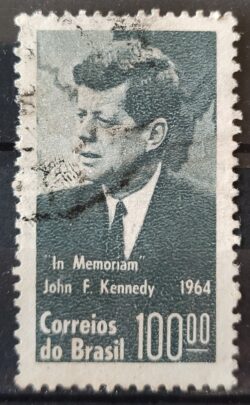 "In Memoriam"
John F. Kennedy 1964
Correios
do Brasil 100.00